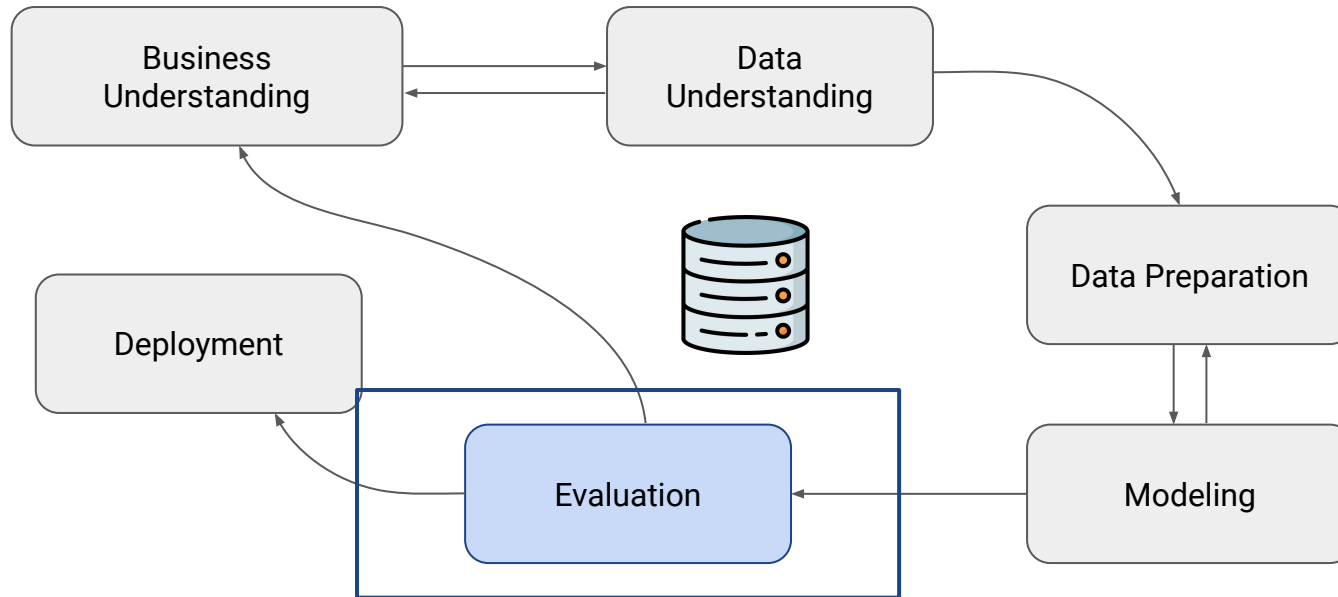 Business
Understanding
Data
Understanding
Data Preparation
Deployment
Evaluation
Modeling